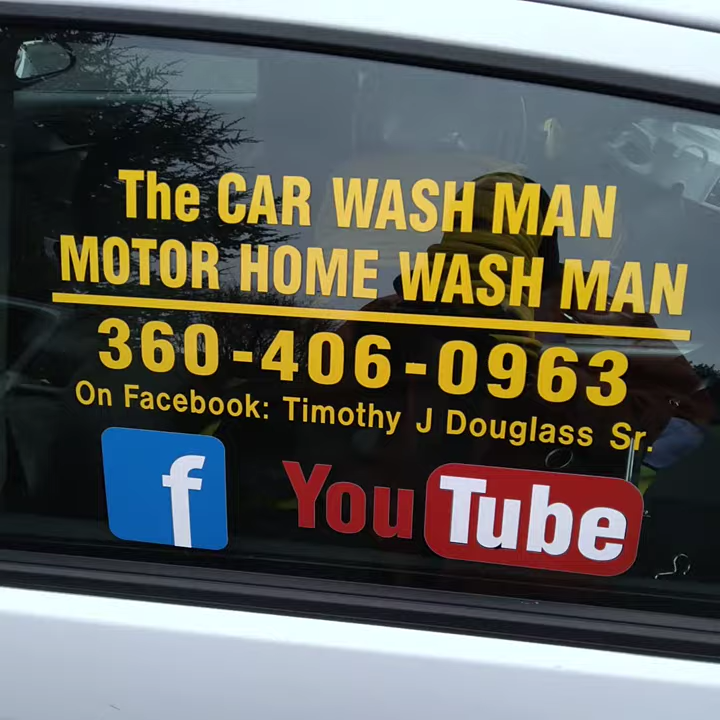 The CAR WASH MAN
MOTOR HOME WASH MAN
360-406-0963
On Facebook: Timothy J Douglass Sr.
f
YouTube